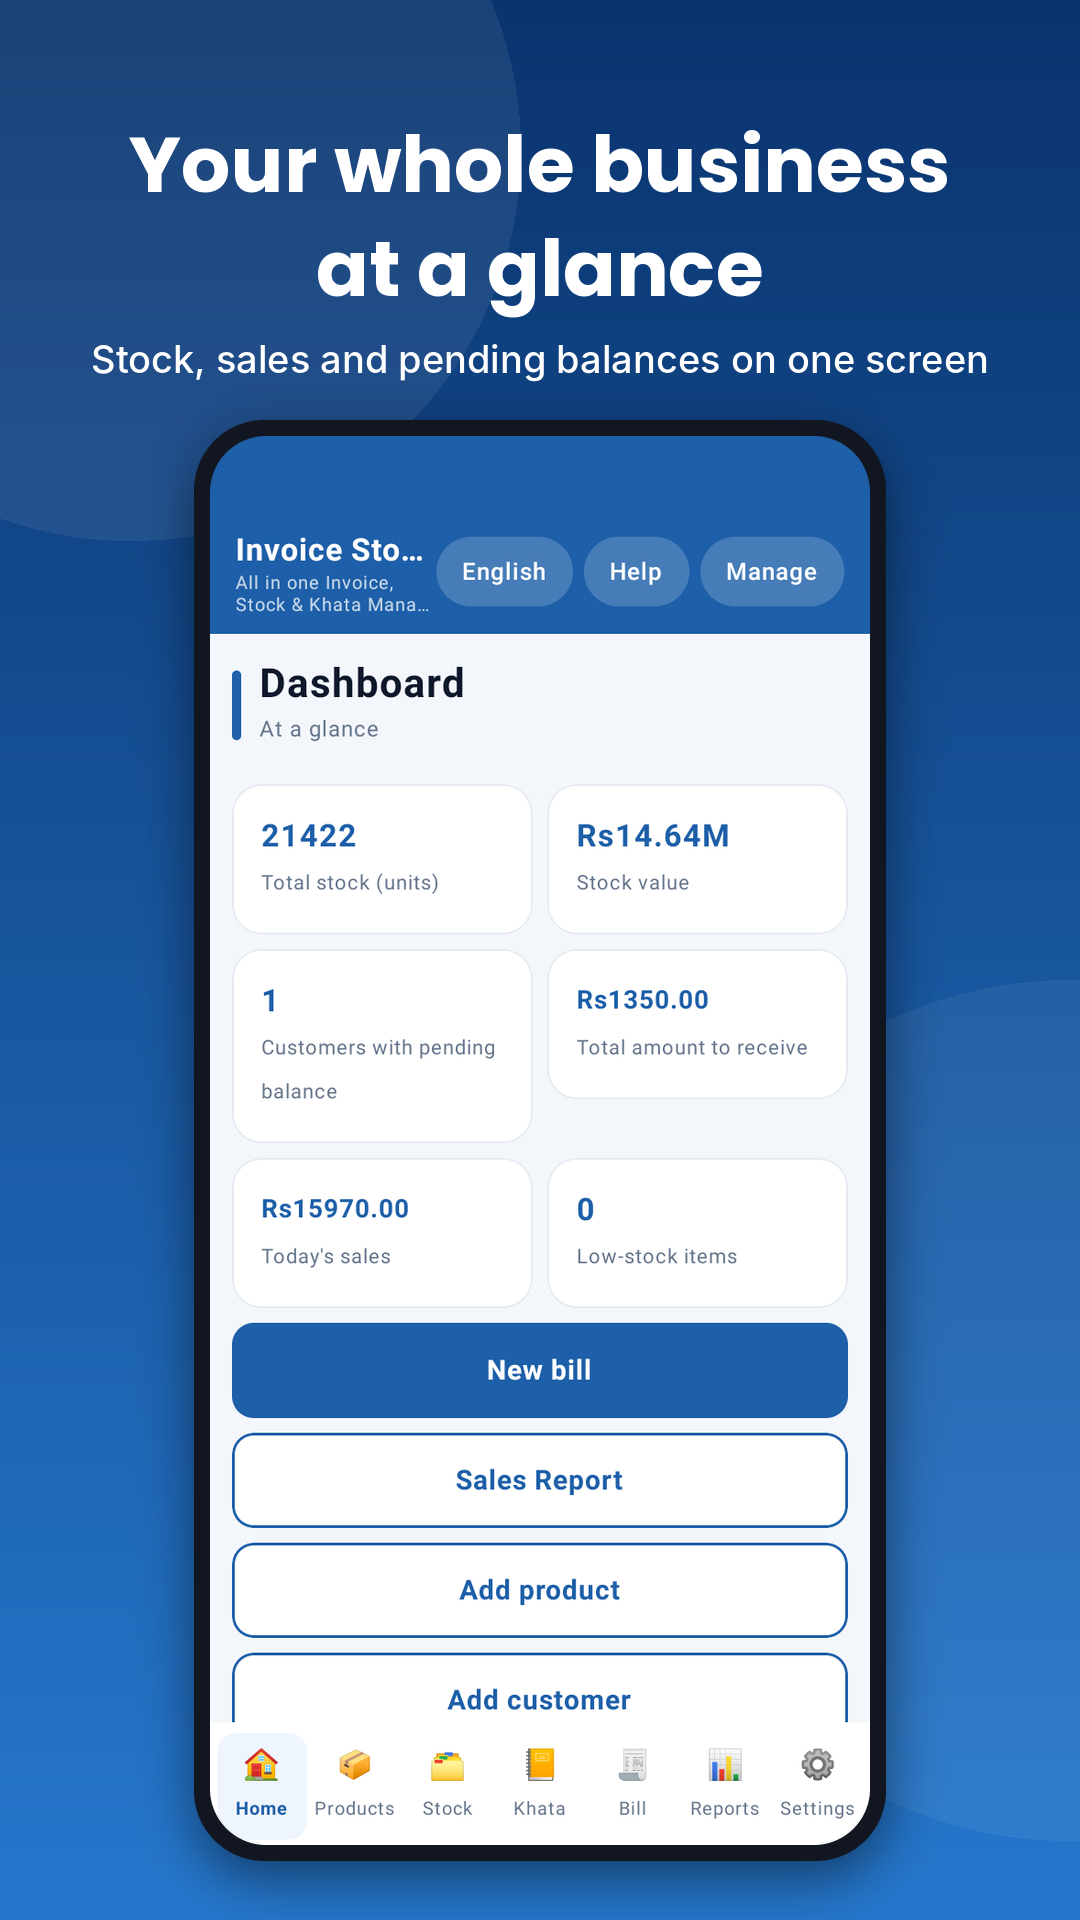 Your whole business
at a glance
Stock, sales and pending balances on one screen
Invoice Sto...
All in one Invoice,
Stock & Khata Mana...
English
Help
Manage
Dashboard
At a glance
21422
Total stock (units)
Rs14.64M
Stock value
1
Customers with pending
balance
Rs1350.00
Total amount to receive
Rs15970.00
Today's sales
0
Low-stock items
New bill
Sales Report
Add product
Add customer
Home
Products
Stock
Khata
Bill
Reports
Settings